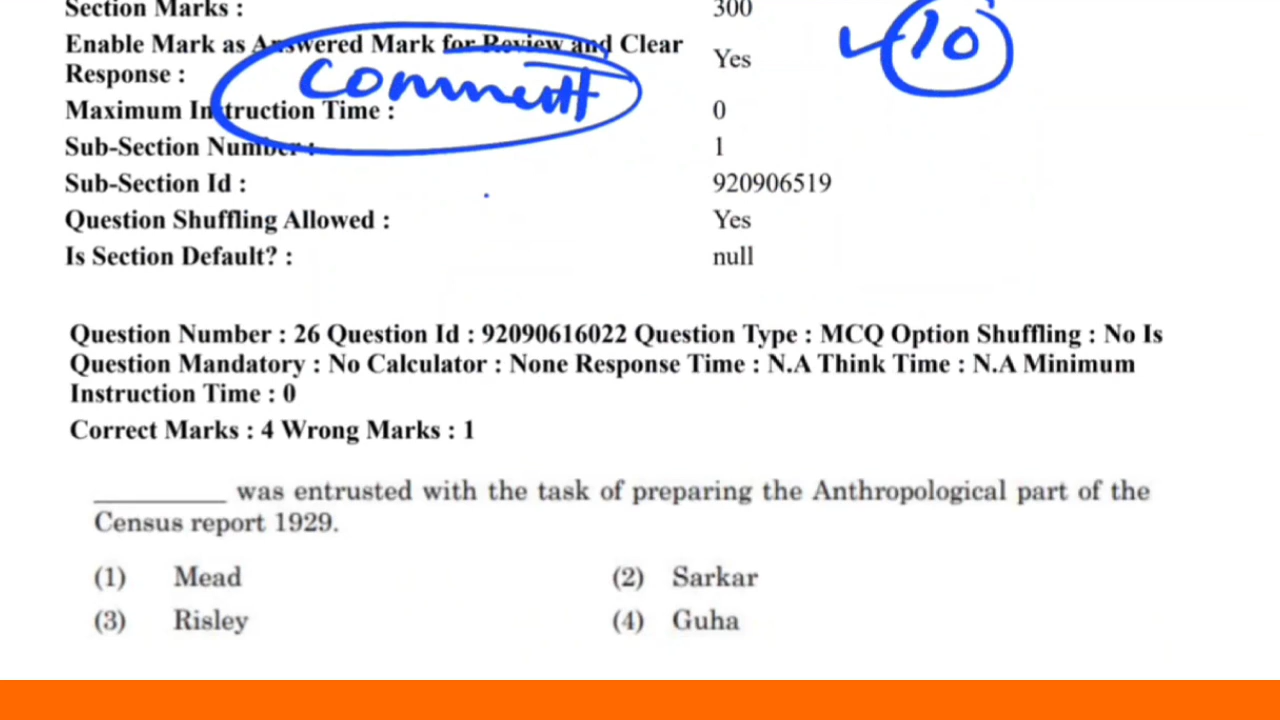 Section Marks : 300
10
Enable Mark as Answered Mark for Review and Clear
Response : Yes
Comment
Maximum Instruction Time : 0
Sub-Section Number : 1
Sub-Section Id : 920906519
Question Shuffling Allowed : Yes
Is Section Default? : null
Question Number : 26 Question Id : 92090616022 Question Type : MCQ Option Shuffling : No Is
Question Mandatory : No Calculator : None Response Time : N.A Think Time : N.A Minimum
Instruction Time : 0
Correct Marks : 4 Wrong Marks : 1
_________ was entrusted with the task of preparing the Anthropological part of the
Census report 1929.
(1) Mead (2) Sarkar
(3) Risley (4) Guha